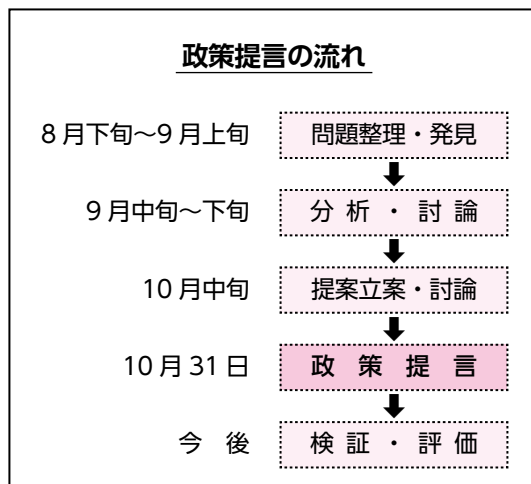 政策提言の流れ
8月下旬~9月上旬 問題整理・発見
9月中旬~下旬 分析・討論
10月中旬 提案立案・討論
10月31日 政策提言
今後 検証・評価